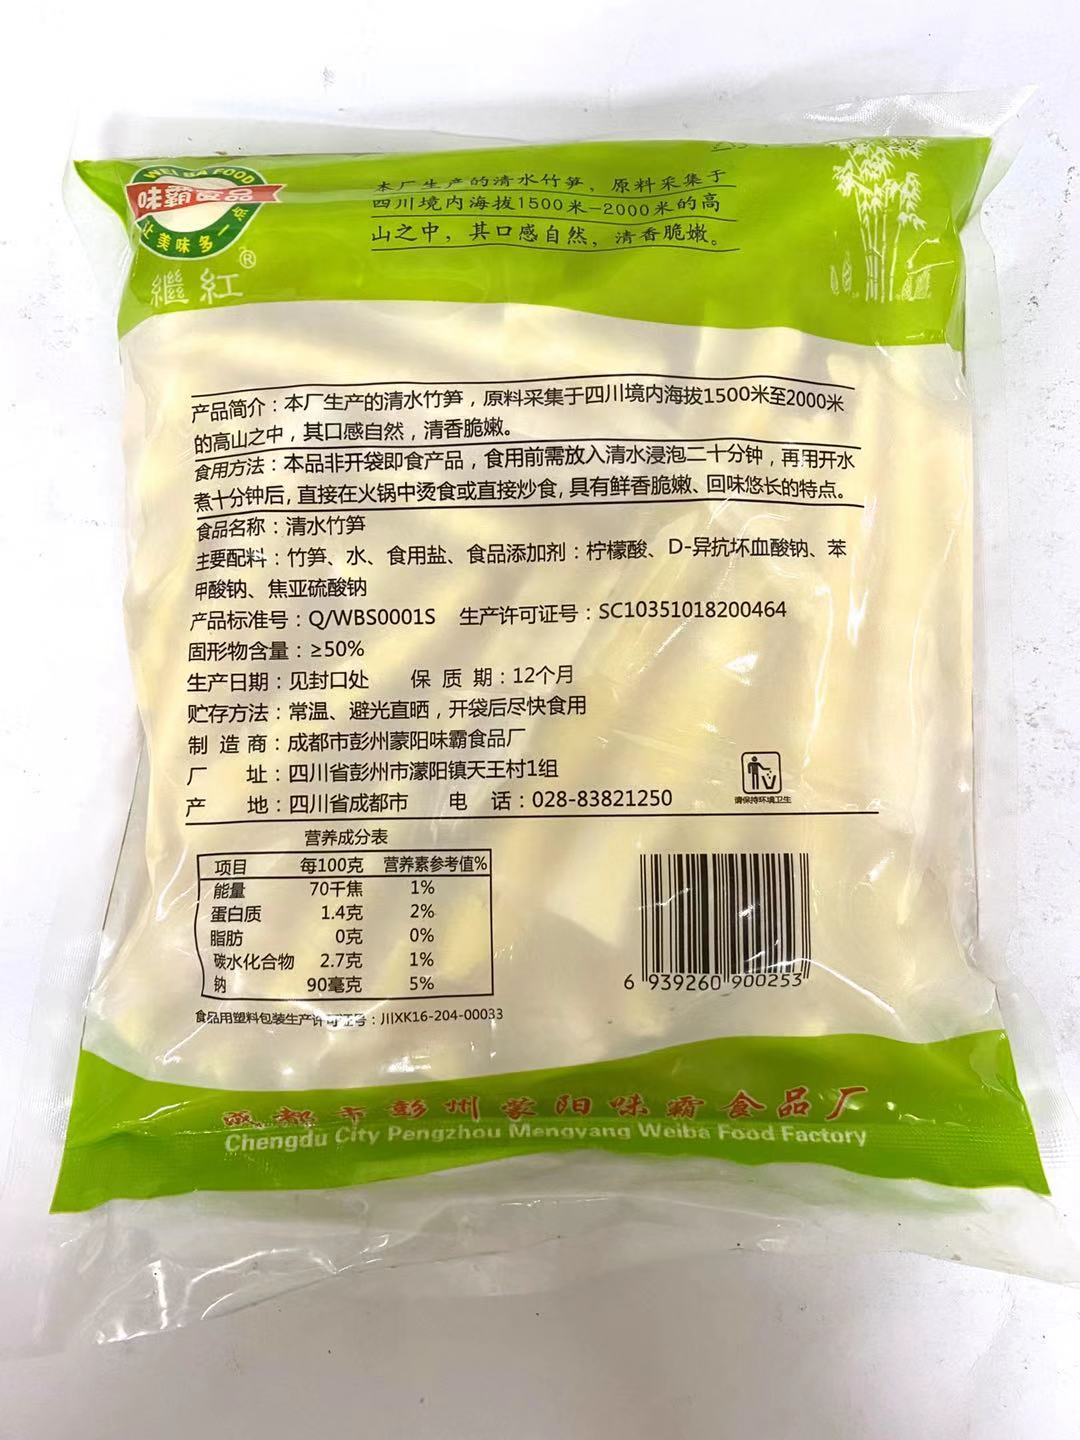 WEI BA FOOD
味霸食品
让美味多一点
繼紅®
本厂生产的清水竹笋，原料采集于
四川境内海拔1500米-2000米的高
山之中，其口感自然，清香脆嫩。
产品简介：本厂生产的清水竹笋，原料采集于四川境内海拔1500米至2000米
的高山之中，其口感自然，清香脆嫩。
食用方法：本品非开袋即食产品，食用前需放入清水浸泡二十分钟，再用开水
煮十分钟后，直接在火锅中烫食或直接炒食，具有鲜香脆嫩、回味悠长的特点。
食品名称：清水竹笋
主要配料：竹笋、水、食用盐、食品添加剂：柠檬酸、D-异抗坏血酸钠、苯
甲酸钠、焦亚硫酸钠
产品标准号：Q/WBS0001S 生产许可证号：SC10351018200464
固形物含量：≥50%
生产日期：见封口处 保质期：12个月
贮存方法：常温、避光直晒，开袋后尽快食用
制造商：成都市彭州蒙阳味霸食品厂
厂址：四川省彭州市濛阳镇天王村1组
产地：四川省成都市 电话：028-83821250
请保持环境卫生
营养成分表
项目 每100克 营养素参考值%
能量 70千焦 1%
蛋白质 1.4克 2%
脂肪 0克 0%
碳水化合物 2.7克 1%
钠 90毫克 5%
6 939260 900253
食品用塑料包装生产许可证号：川XK16-204-00033
成都市彭州蒙阳味霸食品厂
Chengdu City Pengzhou Mengyang Weiba Food Factory